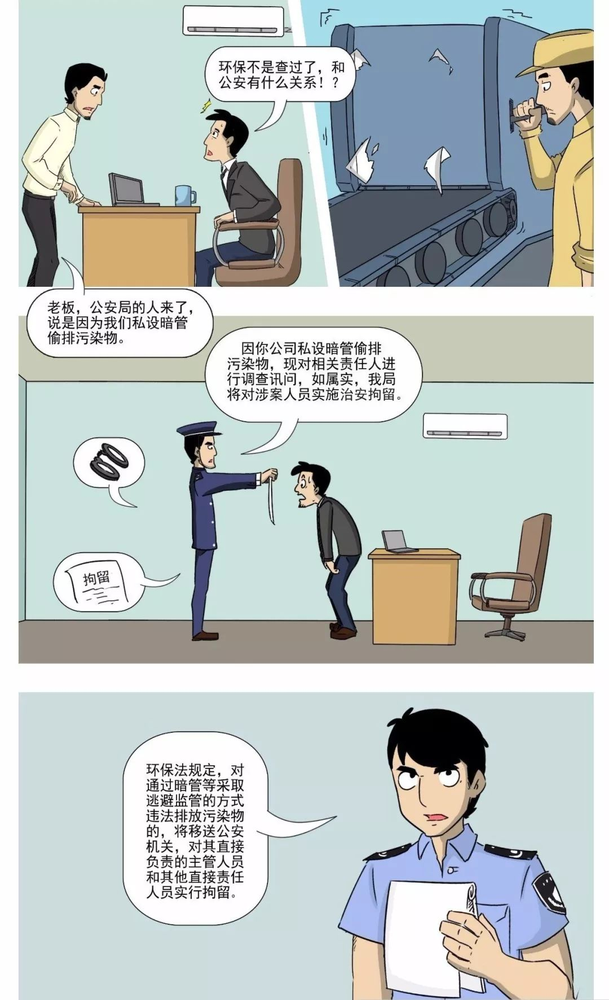 环保不是查过了，和
公安有什么关系！？
老板，公安局的人来了，
说是因为我们私设暗管
偷排污染物。
因你公司私设暗管偷排
污染物，现对相关责任人进
行调查讯问，如属实，我局
将对涉案人员实施治安拘留。
拘留
环保法规定，对
通过暗管等采取
逃避监管的方式
违法排放污染物
的，将移送公安
机关，对其直接
负责的主管人员
和其他直接责任
人员实行拘留。